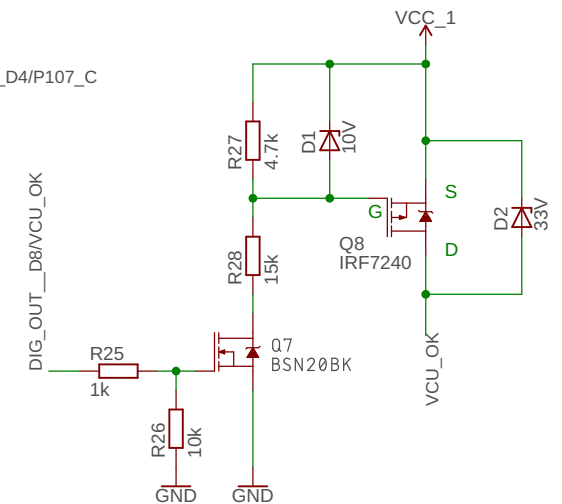 VCC_1
_D4/P107_C
R27
4.7k
D1
10V
DIG_OUT__D8/VCU_OK
G
S
D
D2
33V
Q8
IRF7240
R28
15k
Q7
BSN20BK
R25
1k
VCU_OK
R26
10k
GND
GND